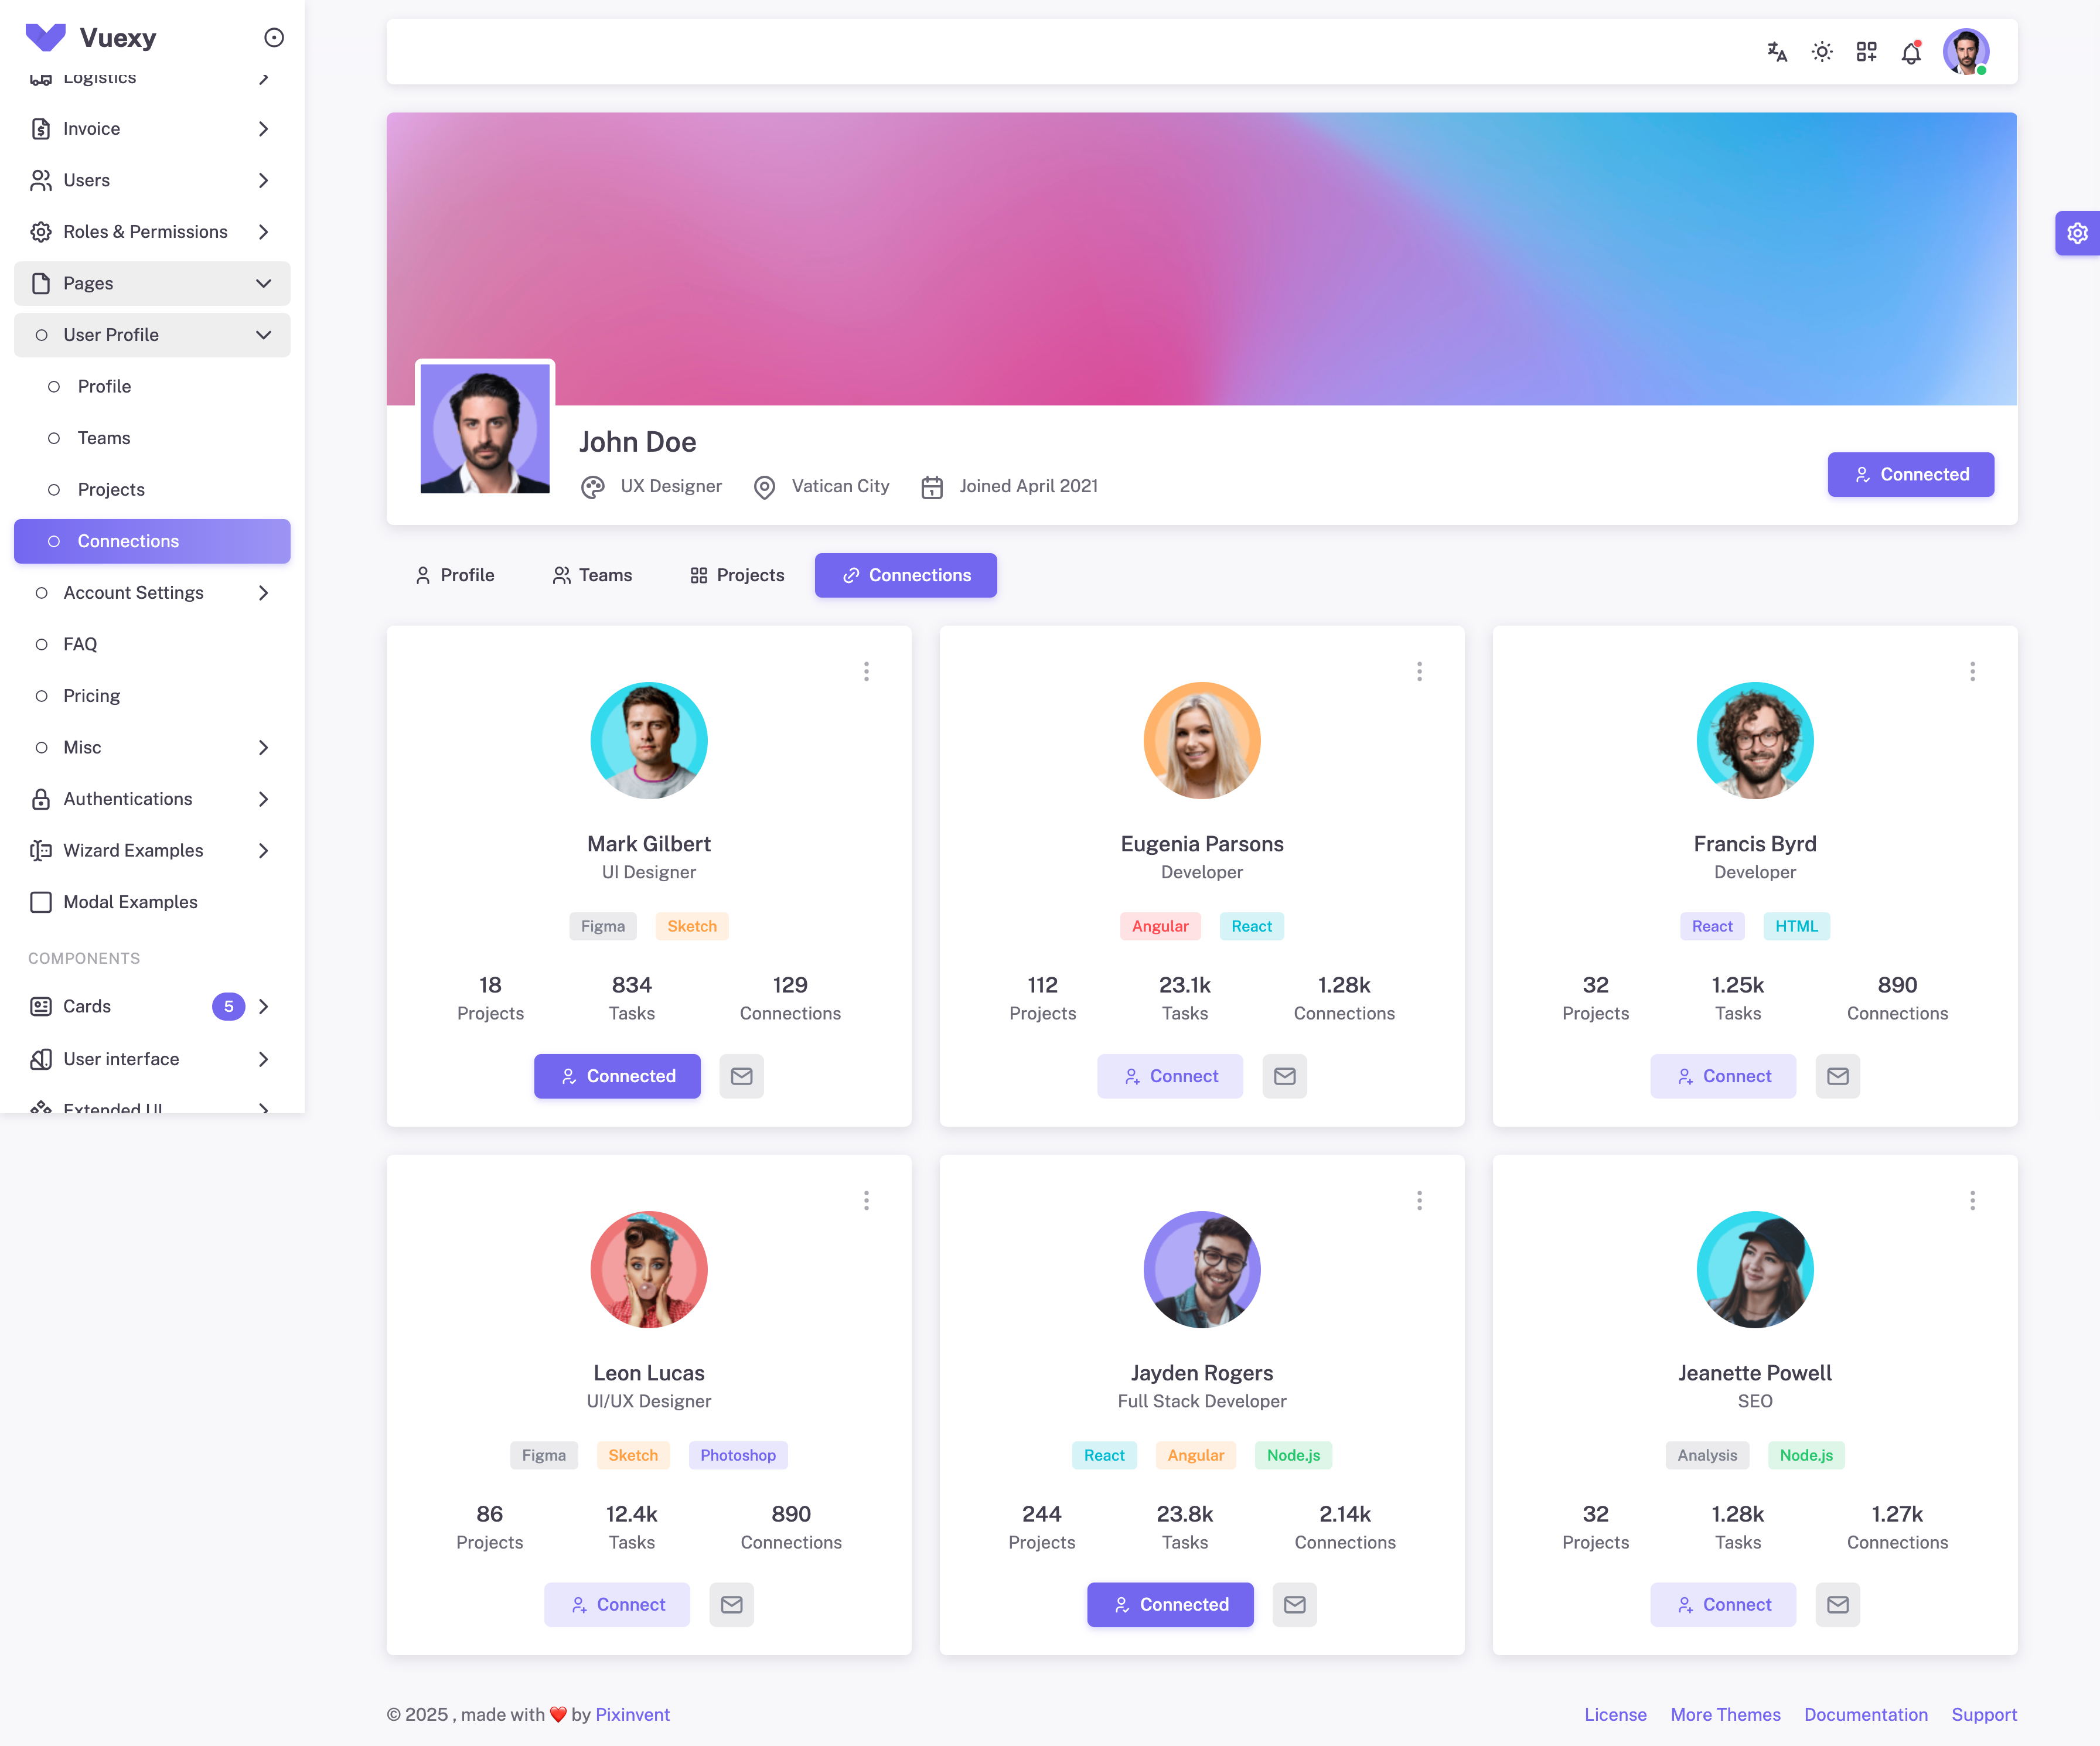 Vuexy
Logistics
Invoice
Users
Roles & Permissions
Pages
User Profile
Profile
Teams
Projects
Connections
Account Settings
FAQ
Pricing
Misc
Authentications
Wizard Examples
Modal Examples
COMPONENTS
Cards 5
User interface
Extended UI
John Doe
UX Designer Vatican City Joined April 2021
Connected
Profile Teams Projects Connections
Mark Gilbert
UI Designer
Figma Sketch
18 834 129
Projects Tasks Connections
Connected
Eugenia Parsons
Developer
Angular React
112 23.1k 1.28k
Projects Tasks Connections
Connect
Francis Byrd
Developer
React HTML
32 1.25k 890
Projects Tasks Connections
Connect
Leon Lucas
UI/UX Designer
Figma Sketch Photoshop
86 12.4k 890
Projects Tasks Connections
Connect
Jayden Rogers
Full Stack Developer
React Angular Node.js
244 23.8k 2.14k
Projects Tasks Connections
Connected
Jeanette Powell
SEO
Analysis Node.js
32 1.28k 1.27k
Projects Tasks Connections
Connect
© 2025 , made with ❤️ by Pixinvent
License More Themes Documentation Support